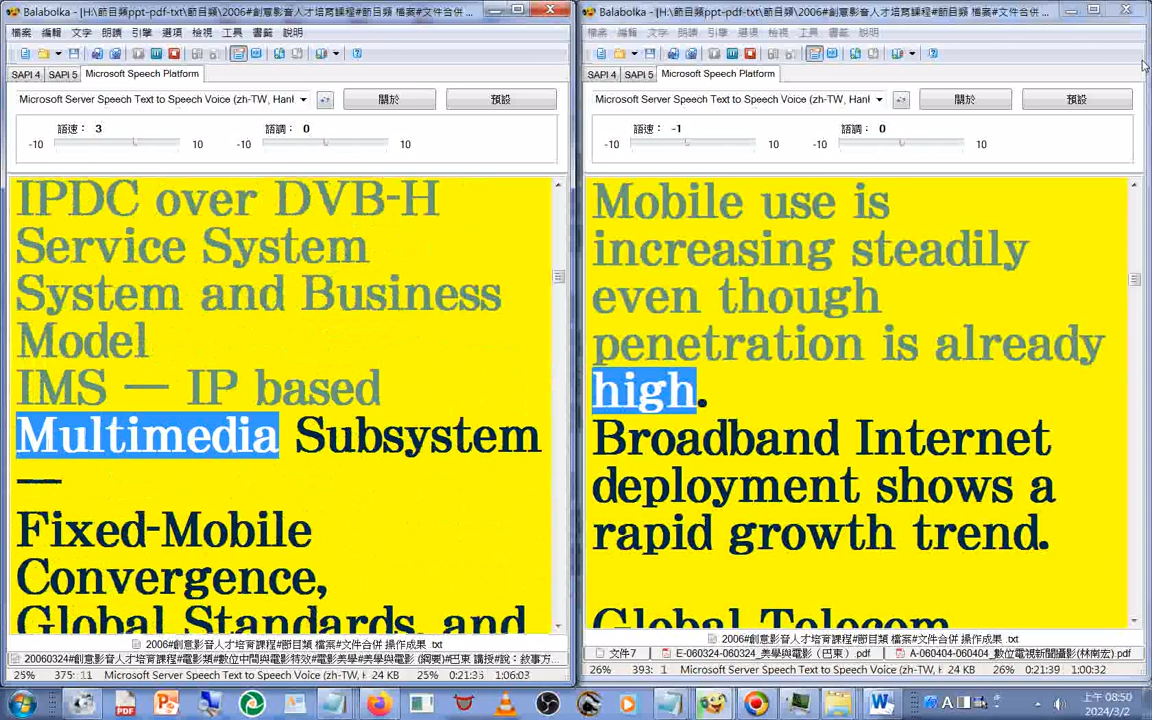 Balabolka - [H:\節目類ppt-pdf-txt\節目類\2006#創意影音人才培育課程#節目類 檔案#文件合併 ...
檔案 編輯 文字 朗讀 引擎 選項 檢視 工具 書籤 說明
SAPI 4 SAPI 5 Microsoft Speech Platform
Microsoft Server Speech Text to Speech Voice (zh-TW, Hanl
關於
預設
語速： 3
語調： 0
-10 10 -10 10
IPDC over DVB-H
Service System
System and Business
Model
IMS — IP based
Multimedia Subsystem
—
Fixed-Mobile
Convergence,
Global Standards, and
2006#創意影音人才培育課程#節目類 檔案#文件合併 操作成果 txt
20060324#創意影音人才培育課程#電影類#數位中間與電影特效#電影美學#美學與電影 (綱要)#巴東 講授#說：敘事方...
25% 375: 11 Microsoft Server Speech Text to Speech Voice (zh-T... 24 KB 25% 0:21:35 1:06:03
Balabolka - [H:\節目類ppt-pdf-txt\節目類\2006#創意影音人才培育課程#節目類 檔案#文件合併 ...
檔案 編輯 文字 朗讀 引擎 選項 檢視 工具 書籤 說明
SAPI 4 SAPI 5 Microsoft Speech Platform
Microsoft Server Speech Text to Speech Voice (zh-TW, Hanl
關於
預設
語速： -1
語調： 0
-10 10 -10 10
Mobile use is
increasing steadily
even though
penetration is already
high.
Broadband Internet
deployment shows a
rapid growth trend.
Global Telecom
2006#創意影音人才培育課程#節目類 檔案#文件合併 操作成果 txt
文件7 E-060324-060324_美學與電影（巴東）.pdf A-060404-060404_數位電視新聞攝影(林宥宏).pdf
26% 393: 1 Microsoft Server Speech Text to Speech Voice (zh-T... 24 KB 26% 0:21:39 1:00:32
上午 08:50
2024/3/2